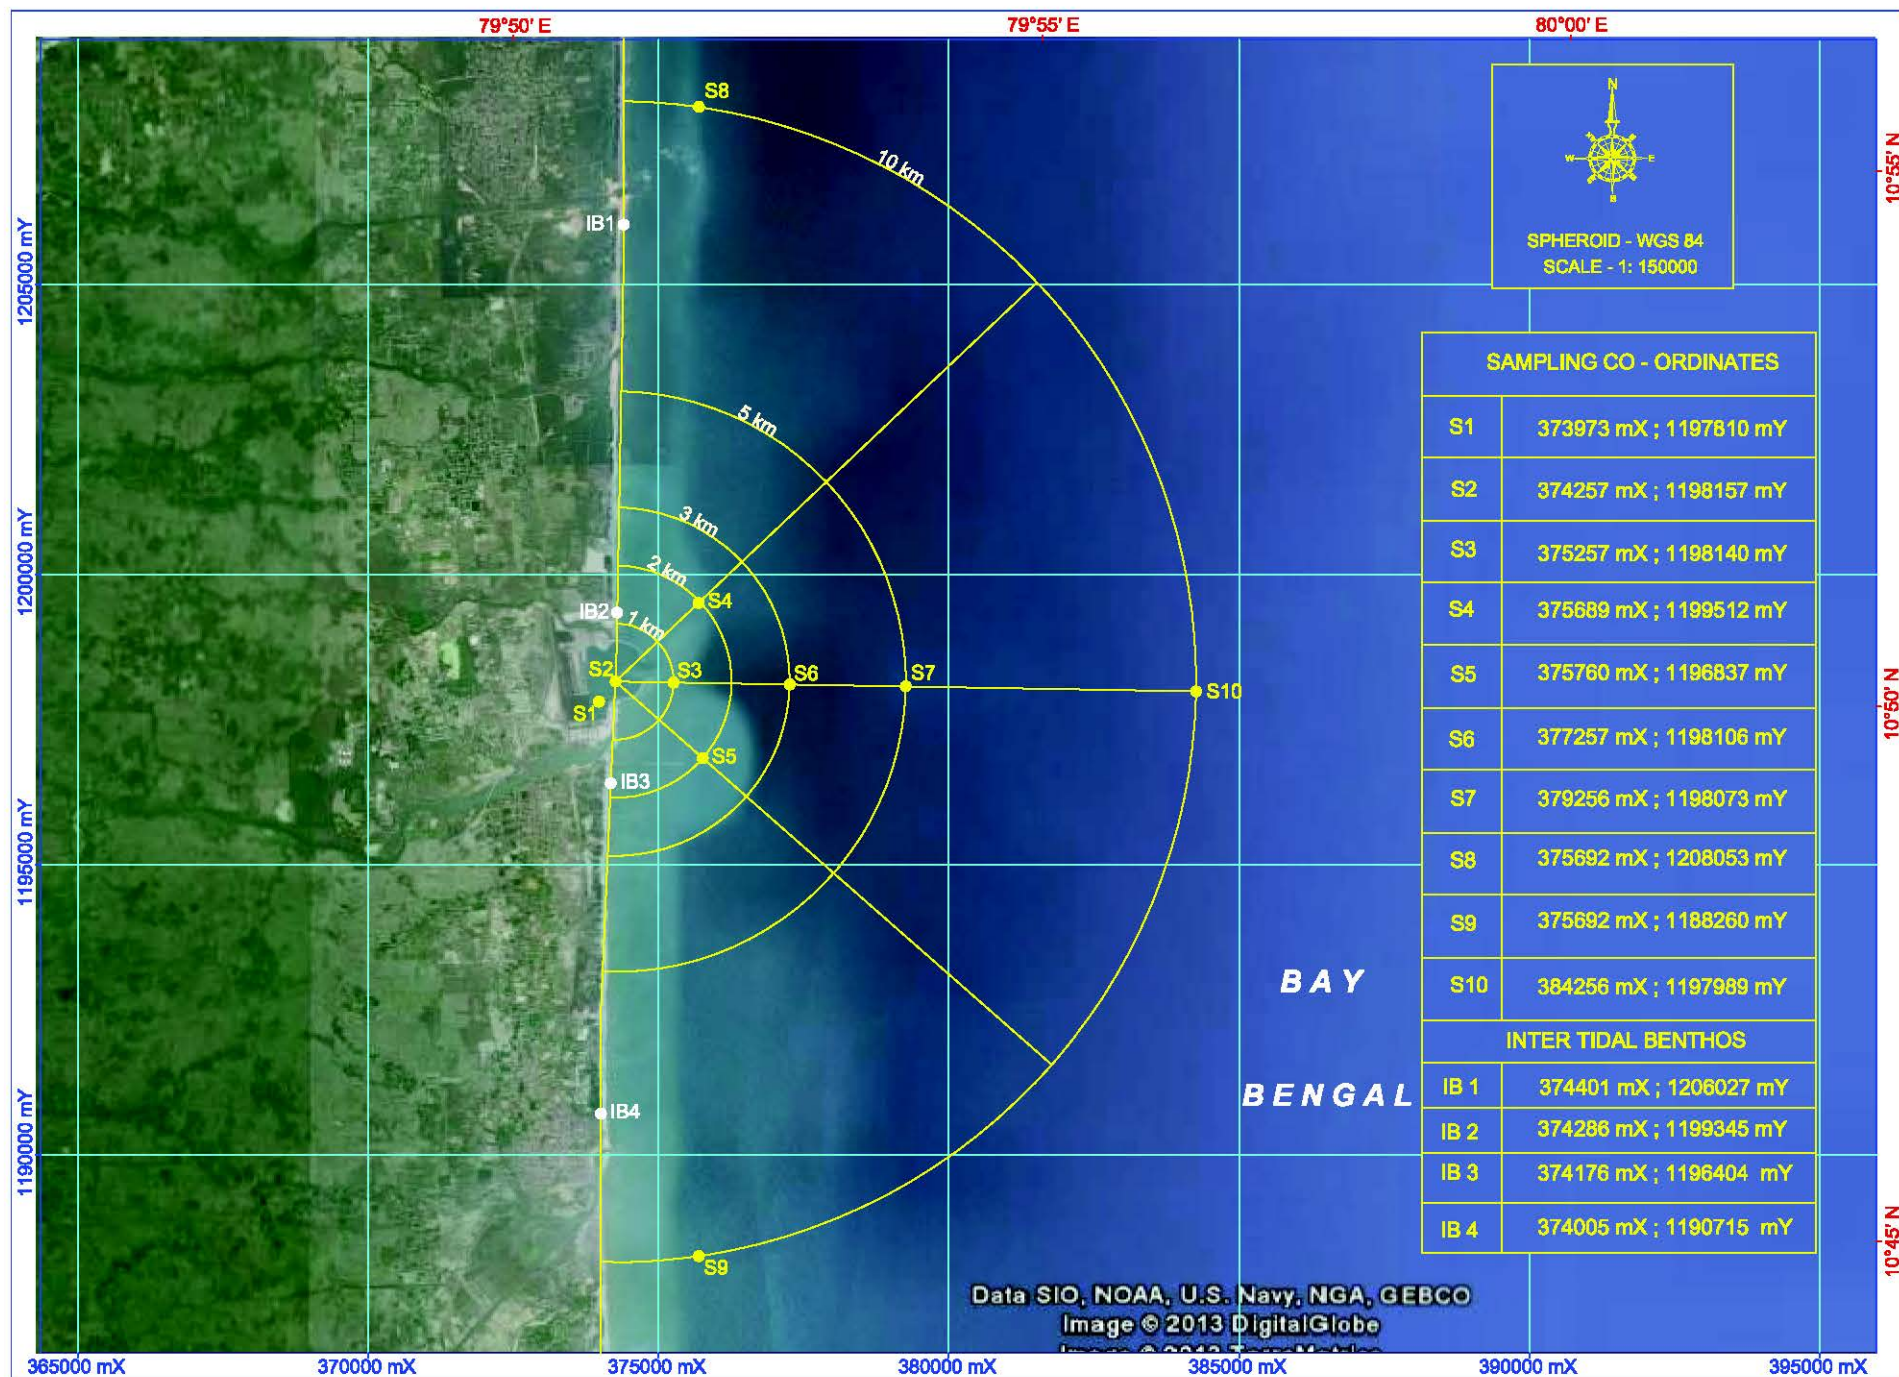 79°50' E
79°55' E
80°00' E
S8
10 km
N
W
E
S
SPHEROID - WGS 84
SCALE - 1: 150000
10°55' N
IB1
1205000 mY
SAMPLING CO - ORDINATES
S1 373973 mX ; 1197810 mY
S2 374257 mX ; 1198157 mY
S3 375257 mX ; 1198140 mY
S4 375689 mX ; 1199512 mY
S5 375760 mX ; 1196837 mY
S6 377257 mX ; 1198106 mY
S7 379256 mX ; 1198073 mY
S8 375692 mX ; 1208053 mY
S9 375692 mX ; 1188260 mY
S10 384256 mX ; 1197989 mY
INTER TIDAL BENTHOS
IB 1 374401 mX ; 1206027 mY
IB 2 374286 mX ; 1199345 mY
IB 3 374176 mX ; 1196404 mY
IB 4 374005 mX ; 1190715 mY
5 km
3 km
1200000 mY
2 km
IB2
1 km
S4
S2
S3
S6
S7
S10
S1
10°50' N
S5
IB3
1195000 mY
BAY
BENGAL
IB4
1190000 mY
S9
10°45' N
Data SIO, NOAA, U.S. Navy, NGA, GEBCO
Image © 2013 DigitalGlobe
Image © 2013 TerraMetrics
365000 mX
370000 mX
375000 mX
380000 mX
385000 mX
390000 mX
395000 mX